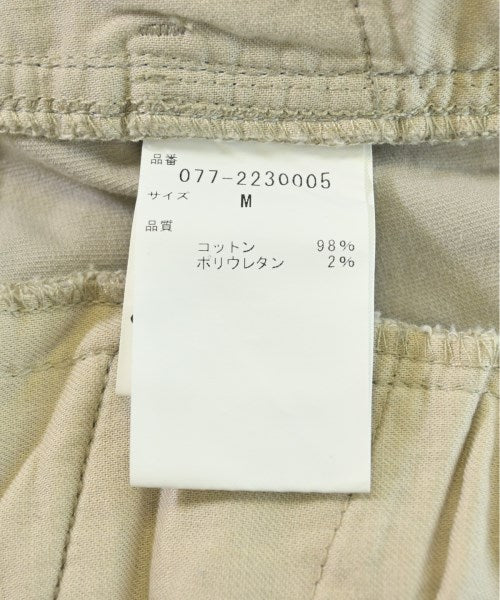 品番
077-2230005
サイズ M
品質
コットン 98%
ポリウレタン 2%